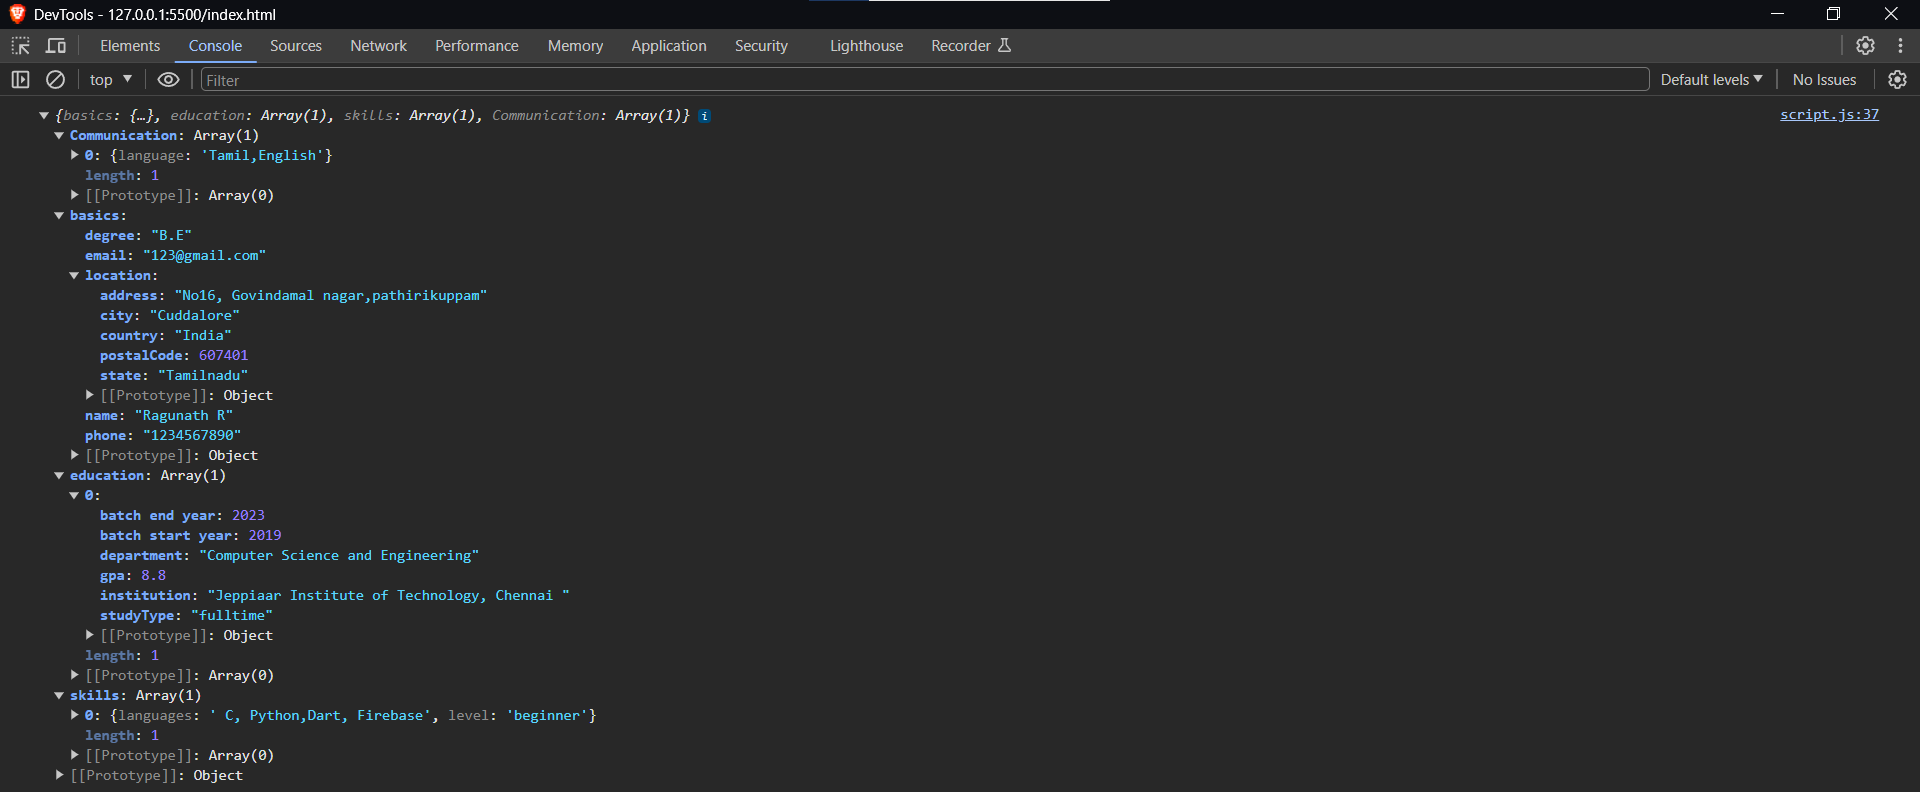 DevTools - 127.0.0.1:5500/index.html
Elements Console Sources Network Performance Memory Application Security Lighthouse Recorder
top Filter Default levels No Issues
{basics: {…}, education: Array(1), skills: Array(1), Communication: Array(1)} i script.js:37
Communication: Array(1)
0: {language: 'Tamil,English'}
length: 1
[[Prototype]]: Array(0)
basics:
degree: "B.E"
email: "123@gmail.com"
location:
address: "No16, Govindamal nagar,pathirikuppam"
city: "Cuddalore"
country: "India"
postalCode: 607401
state: "Tamilnadu"
[[Prototype]]: Object
name: "Ragunath R"
phone: "1234567890"
[[Prototype]]: Object
education: Array(1)
0:
batch end year: 2023
batch start year: 2019
department: "Computer Science and Engineering"
gpa: 8.8
institution: "Jeppiaar Institute of Technology, Chennai "
studyType: "fulltime"
[[Prototype]]: Object
length: 1
[[Prototype]]: Array(0)
skills: Array(1)
0: {languages: ' C, Python,Dart, Firebase', level: 'beginner'}
length: 1
[[Prototype]]: Array(0)
[[Prototype]]: Object